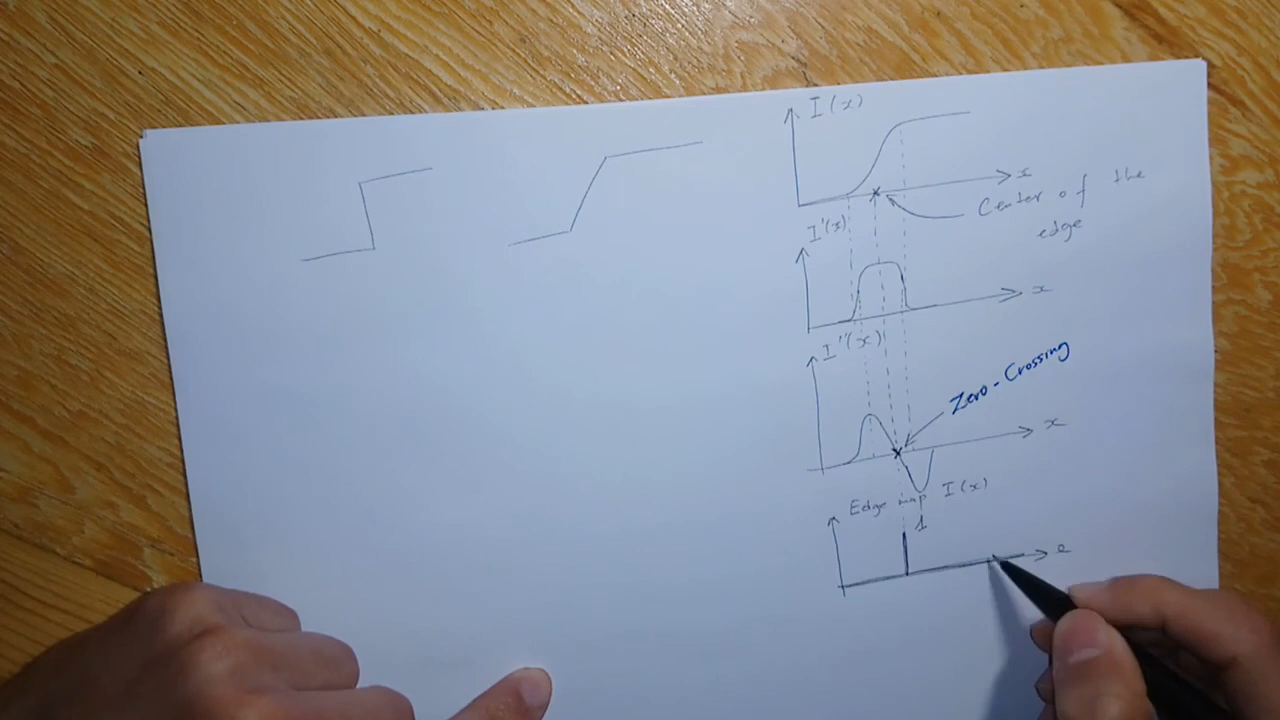 I(x)
x
Center of the
edge
I'(x)
x
I''(x)
Zero-Crossing
x
Edge map I(x)
1
e